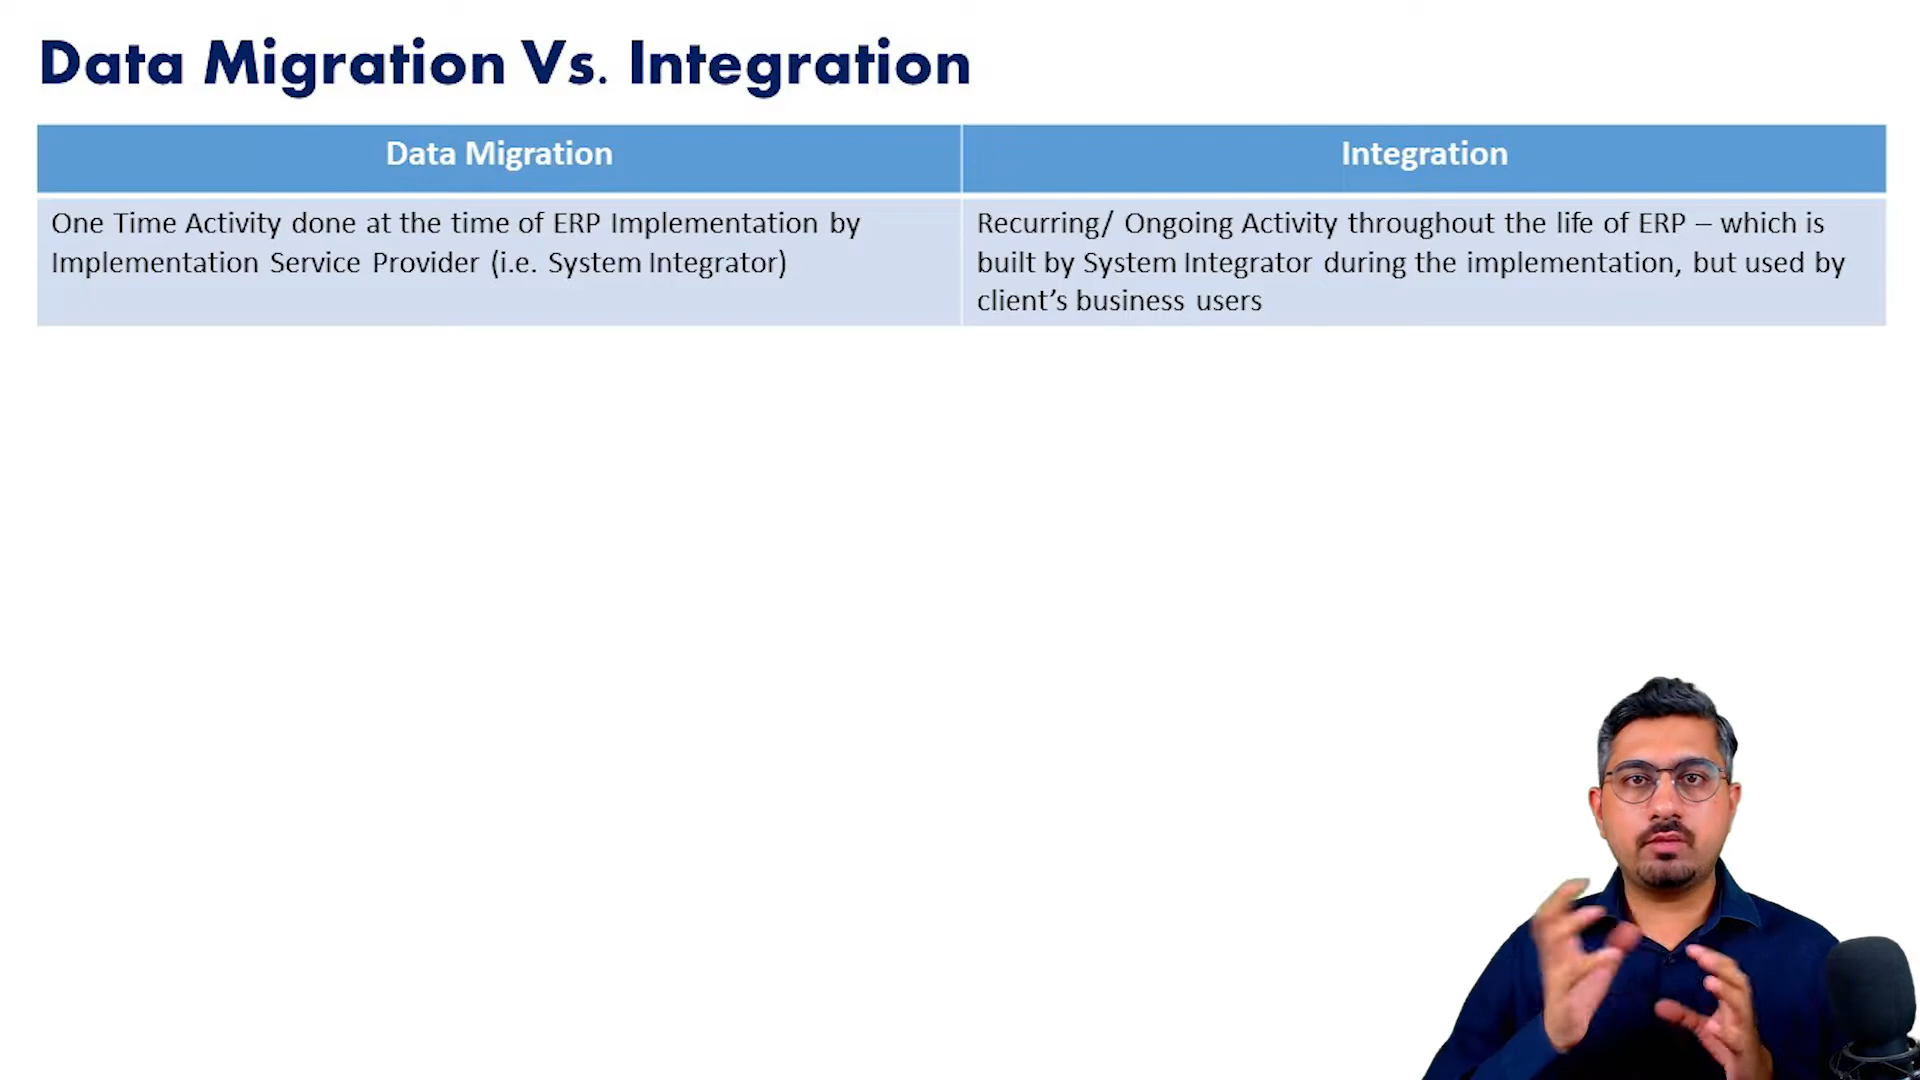 Data Migration Vs. Integration
Data Migration
Integration
One Time Activity done at the time of ERP Implementation by
Implementation Service Provider (i.e. System Integrator)
Recurring/ Ongoing Activity throughout the life of ERP – which is
built by System Integrator during the implementation, but used by
client’s business users